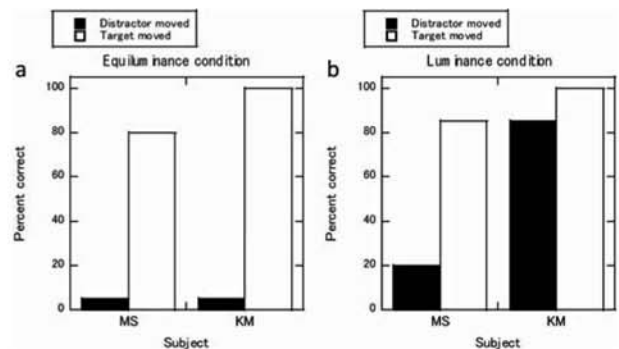 Distractor moved
Target moved
a
Equiluminance condition
Percent correct
100
80
60
40
20
0
MS
KM
Subject
Distractor moved
Target moved
b
Luminance condition
Percent correct
100
80
60
40
20
0
MS
KM
Subject